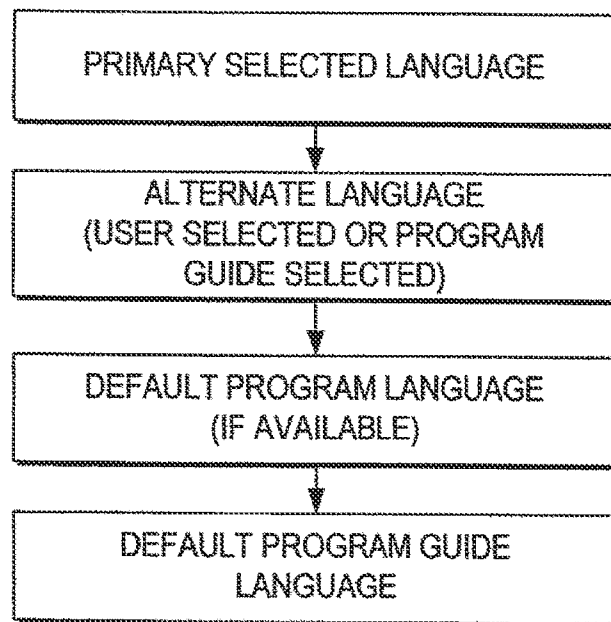 PRIMARY SELECTED LANGUAGE
ALTERNATE LANGUAGE
(USER SELECTED OR PROGRAM
GUIDE SELECTED)
DEFAULT PROGRAM LANGUAGE
(IF AVAILABLE)
DEFAULT PROGRAM GUIDE
LANGUAGE